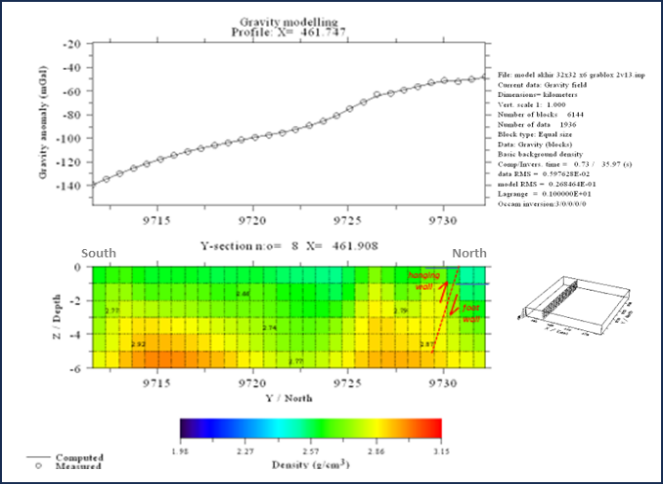 Gravity modelling
Profile: X= 461.747
-20
-40
-60
-80
-100
-120
-140
Gravity anomaly (mGal)
9715 9720 9725 9730
File: model akhir 32x32 x6 grablox 2v13.inp
Current data: Gravity field
Dimensions= kilometers
Vert. scale 1: 1.000
Number of blocks 6144
Number of data 1936
Block type: Equal size
Data: Gravity (blocks)
Basic background density
Comp/Invers. time = 0.73 / 35.97 (s)
data RMS = 0.597628E-02
model RMS = 0.268464E-01
Lagrange = 0.100000E+01
Occam inversion:3/0/0/0/0
South
Y-section n:o= 8 X= 461.908
North
0
-2
-4
-6
Z / Depth
hanging
wall
foot
wall
2.77
2.74
2.92
2.77
2.79
2.87
9715 9720 9725 9730
Y / North
1.98 2.27 2.57 2.86 3.15
Density (g/cm³)
Computed
Measured